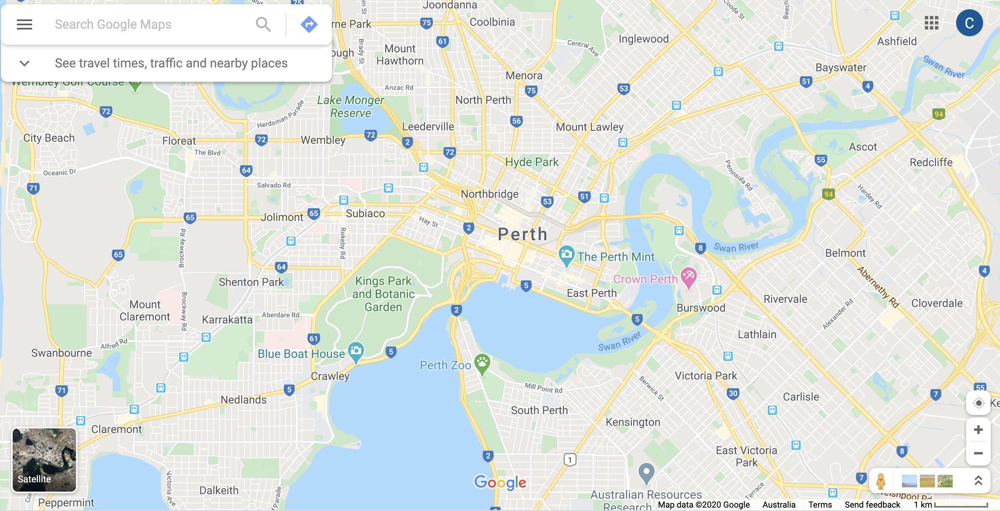 75
Joondanna
Search Google Maps
rne Park
75
Coolbinia
Coode St
61
Inglewood
Ashfield
C
Mount
Hawthorn
Brady St
Central Ave
See travel times, traffic and nearby places
ough
Menora
Bayswater
Swan River
Wembley Golf Course
Anzac Rd
75
53
51
4
Lake Monger
Reserve
North Perth
72
Herdsman Parade
56
94
City Beach
Floreat
72
Wembley
72
Leederville
2
Mount Lawley
The Blvd
72
Hyde Park
Ascot
55
Redcliffe
Oceanic Dr
64
Peninsula Rd
71
Salvado Rd
Northbridge
53
51
94
Hardey Rd
65
Jolimont
65
Subiaco
Hay St
2
Perth
Brockway Rd
Rokeby Rd
65
64
The Perth Mint
8
Swan River
Belmont
4
Shenton Park
Kings Park
and Botanic
Garden
5
East Perth
Crown Perth
Burswood
Rivervale
Abernethy Rd
Cloverdale
Mount
Claremont
Brockway Rd
Karrakatta
Aberdare Rd
2
5
Alexander Rd
Lathlain
Alfred Rd
61
Swanbourne
Blue Boat House
5
Swan River
Perth Zoo
Crawley
Victoria Park
71
Nedlands
5
Mill Point Rd
Berwick St
30
Carlisle
7
55
Ke
South Perth
Kensington
Claremont
East Victoria
Park
2
1
8
Satellite
Victoria Ave
Dalkeith
Parade
Google
7
Australian Resources
Research Centre
Terrace
Welshpool Rd
Peppermint
Map data ©2020 Google
Australia
Terms
Send feedback
1 km